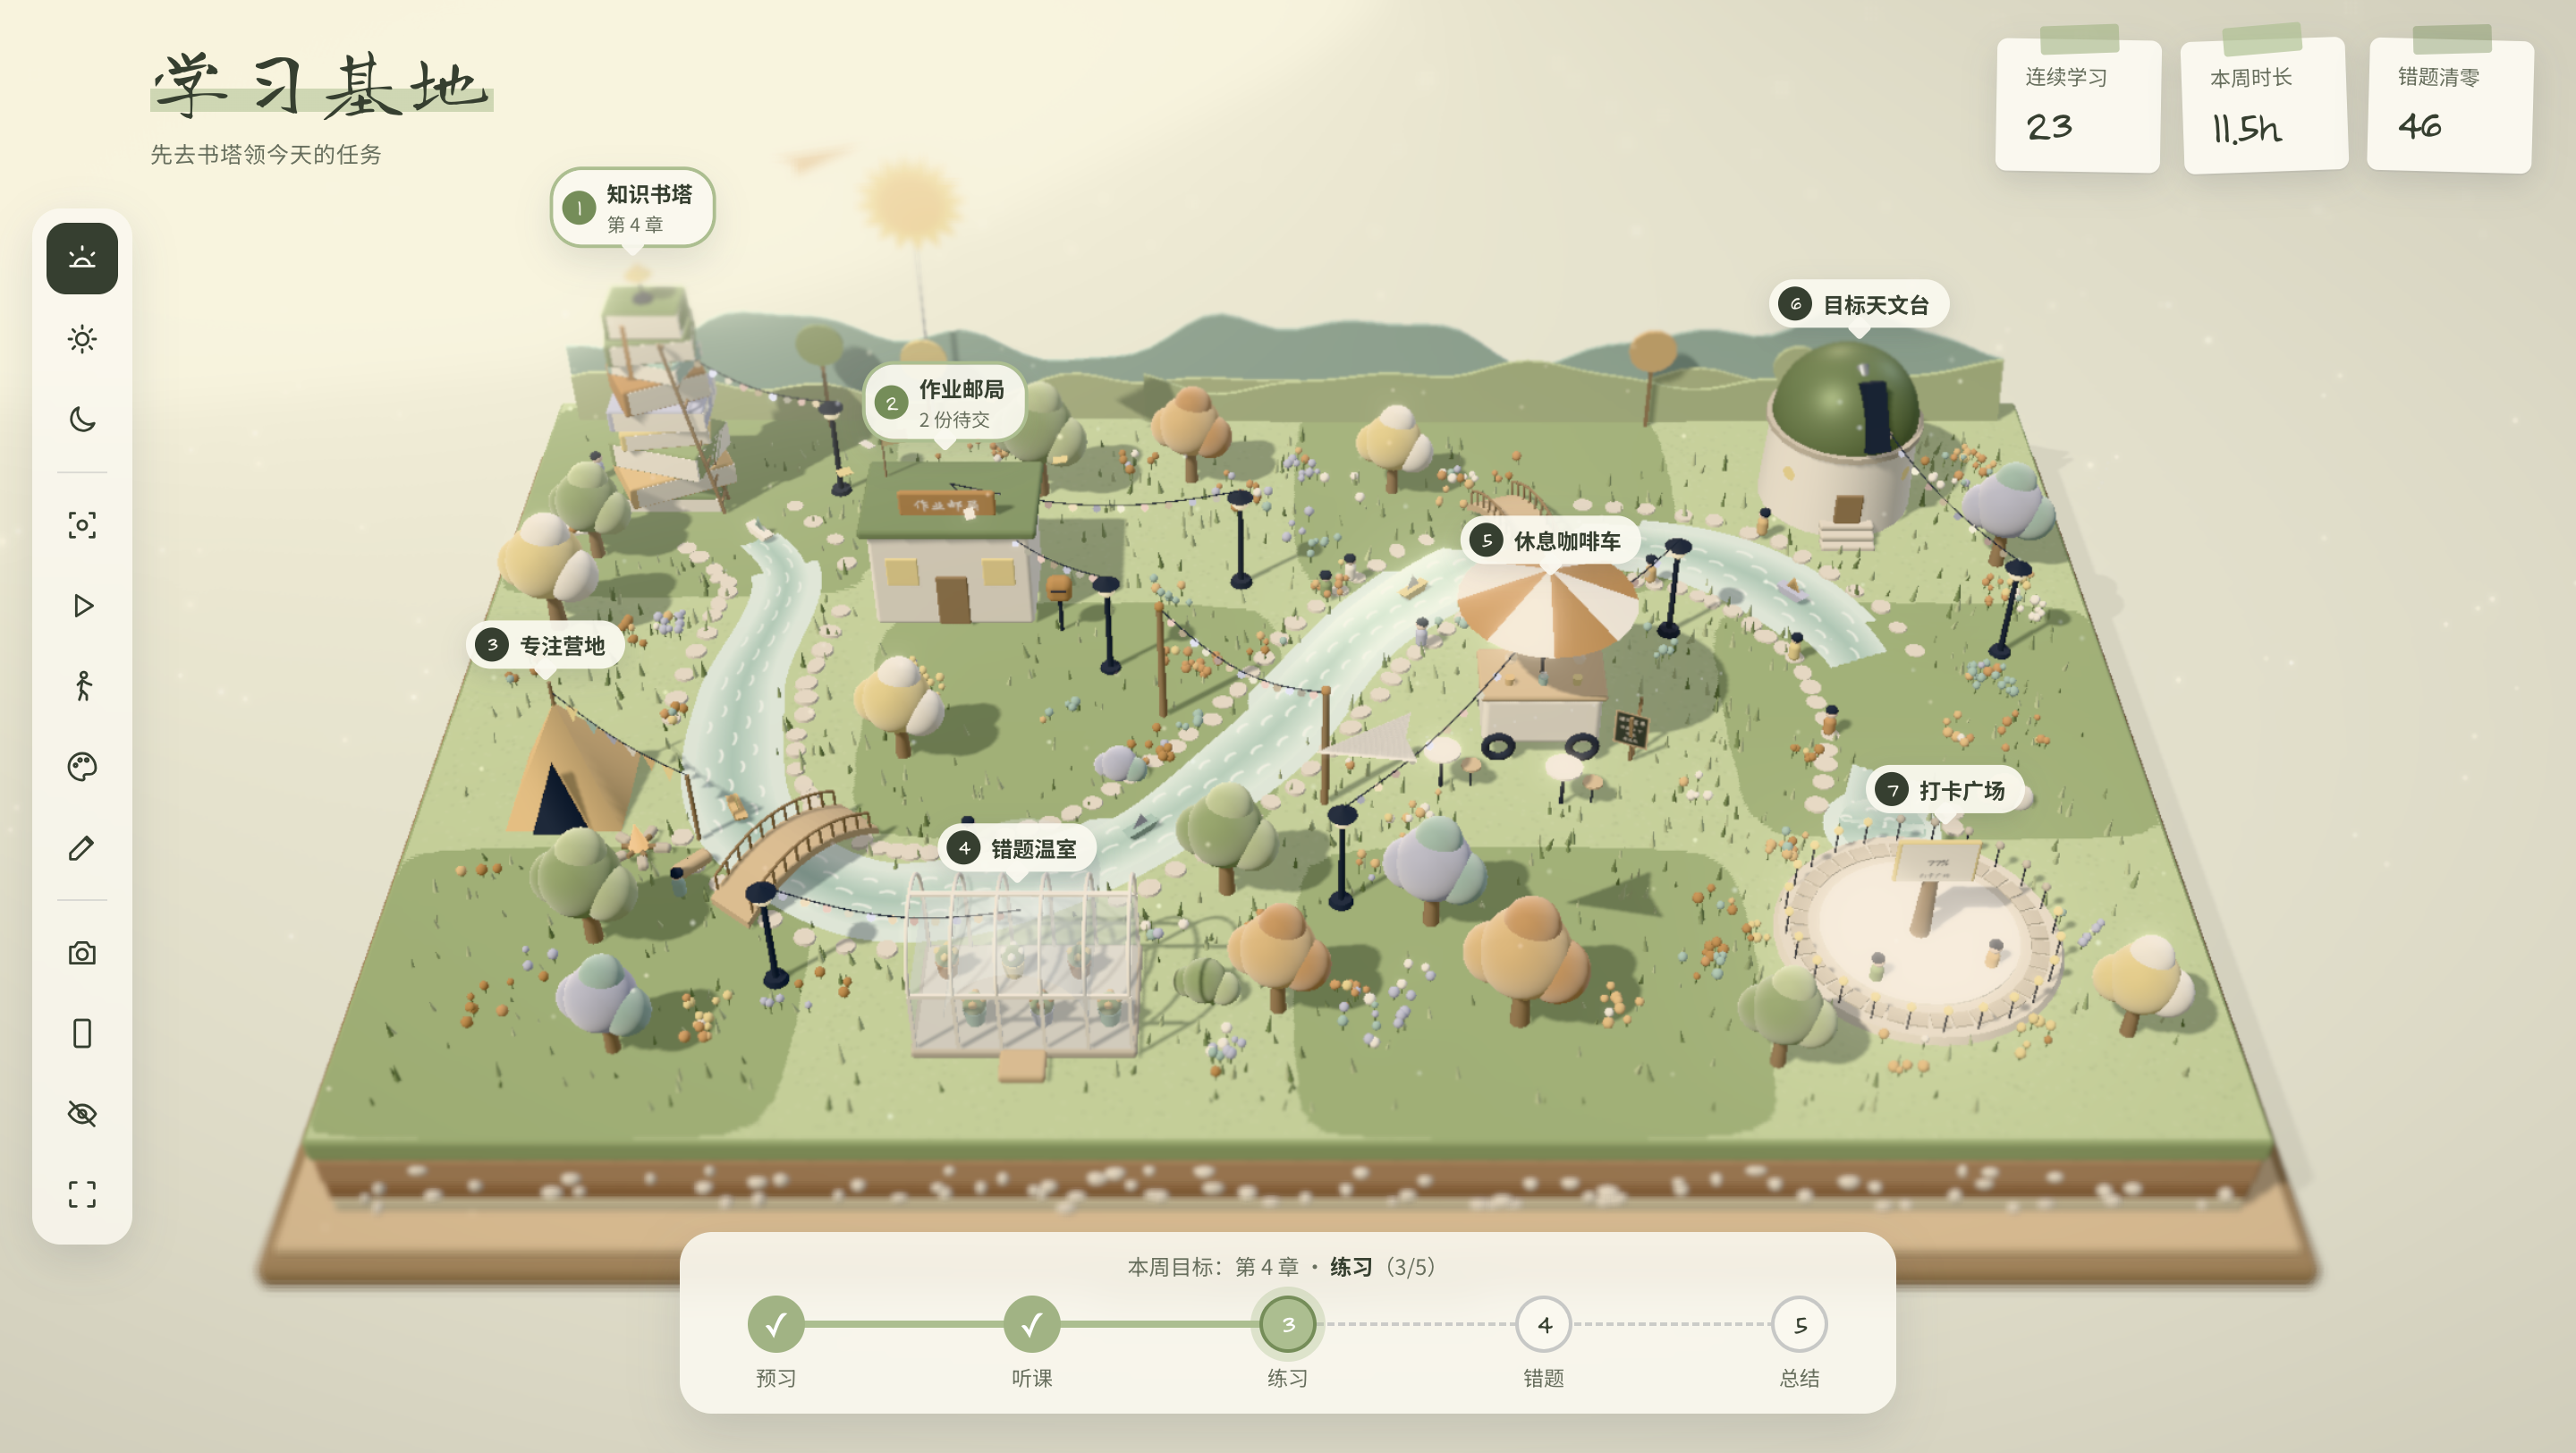 学习基地
先去书塔领今天的任务
连续学习
23
本周时长
11.5h
错题清零
46
1 知识书塔
第 4 章
6 目标天文台
2 作业邮局
2 份待交
作业邮局
5 休息咖啡车
3 专注营地
7 打卡广场
4 错题温室
本周目标：第 4 章 · 练习（3/5）
3
4
5
预习
听课
练习
错题
总结